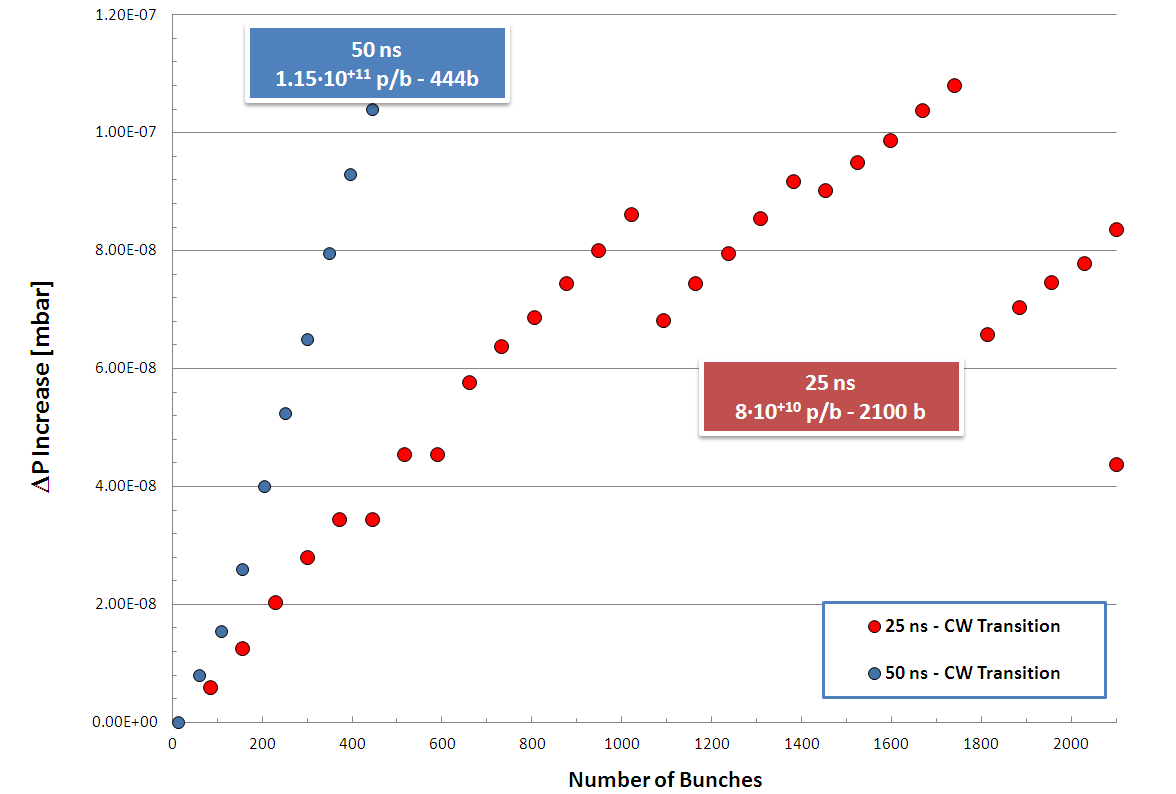 1.20E-07
50 ns
1.15·10+11 p/b - 444b
1.00E-07
8.00E-08
25 ns
8·10+10 p/b - 2100 b
6.00E-08
4.00E-08
2.00E-08
0.00E+00
ΔP Increase [mbar]
25 ns - CW Transition
50 ns - CW Transition
0 200 400 600 800 1000 1200 1400 1600 1800 2000
Number of Bunches